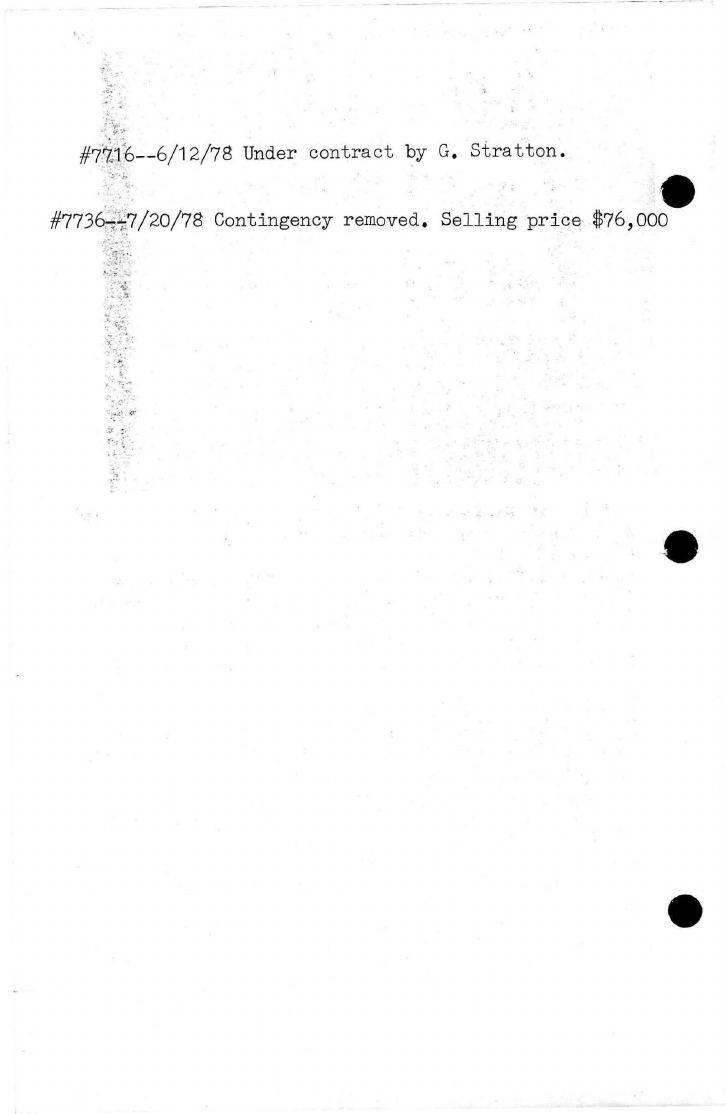 #7716--6/12/78 Under contract by G. Stratton.
#7736--7/20/78 Contingency removed. Selling price $76,000